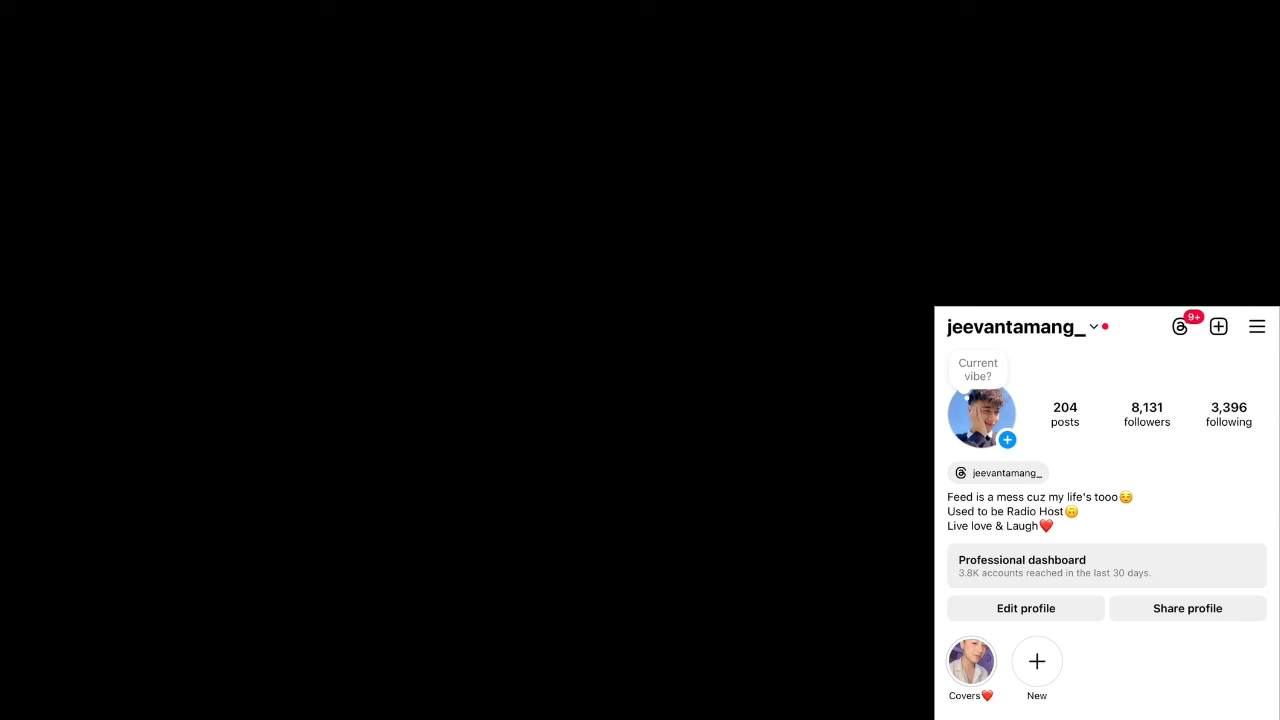 jeevantamang_
9+
Current
vibe?
204 8,131 3,396
posts followers following
jeevantamang_
Feed is a mess cuz my life's tooo😏
Used to be Radio Host🙃
Live love & Laugh❤️
Professional dashboard
3.8K accounts reached in the last 30 days.
Edit profile Share profile
Covers❤️ New